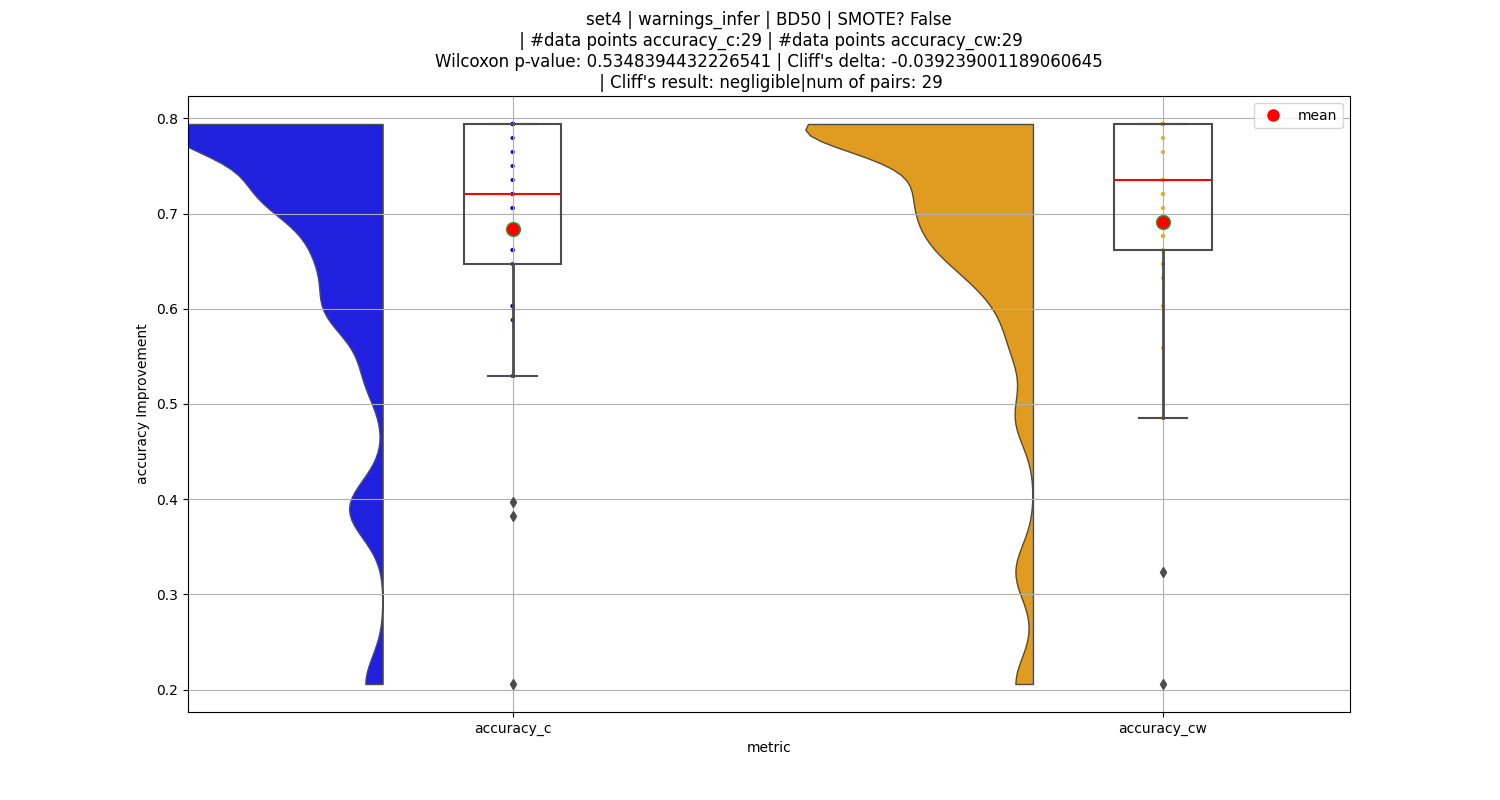 set4 | warnings_infer | BD50 | SMOTE? False
| #data points accuracy_c:29 | #data points accuracy_cw:29
Wilcoxon p-value: 0.5348394432226541 | Cliff's delta: -0.039239001189060645
| Cliff's result: negligible|num of pairs: 29
mean
0.8
0.7
0.6
0.5
0.4
0.3
0.2
accuracy Improvement
accuracy_c
accuracy_cw
metric